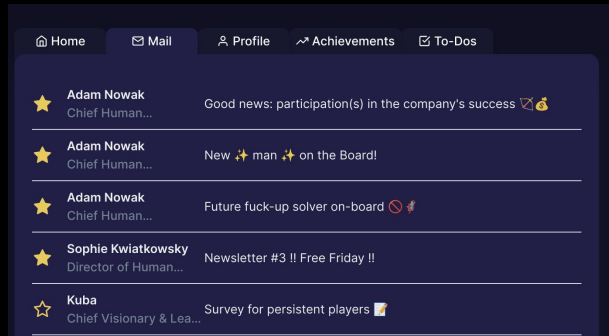 Home Mail Profile Achievements To-Dos
Adam Nowak
Chief Human...
Good news: participation(s) in the company's success 🏹💰
Adam Nowak
Chief Human...
New ✨ man ✨ on the Board!
Adam Nowak
Chief Human...
Future fuck-up solver on-board 🚫🦸
Sophie Kwiatkowsky
Director of Human...
Newsletter #3 !! Free Friday !!
Kuba
Chief Visionary & Lea...
Survey for persistent players 📝